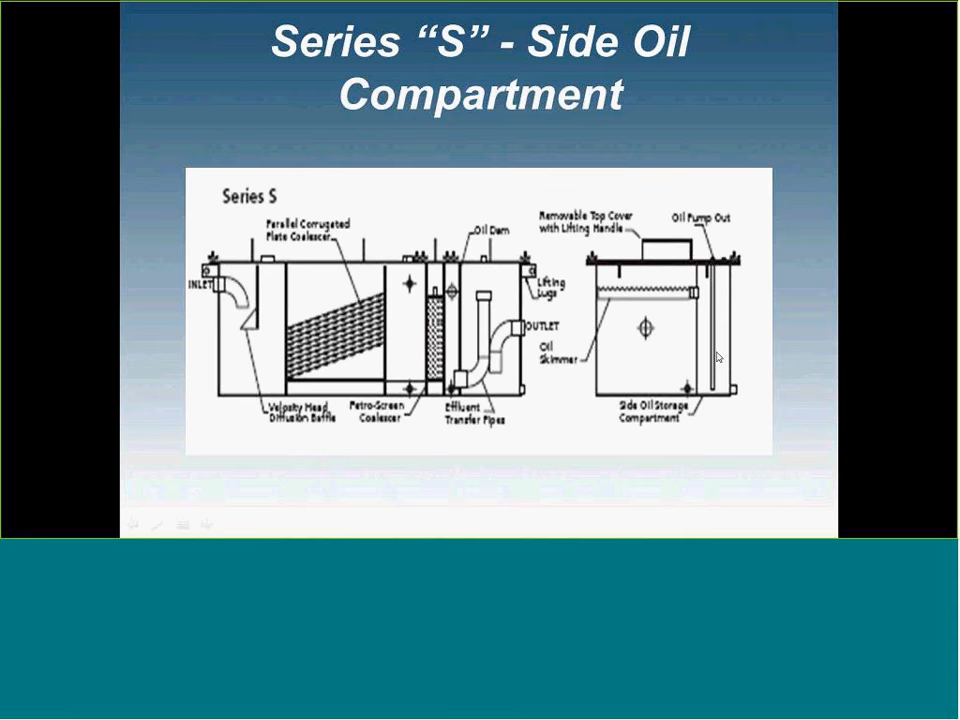 Series “S” - Side Oil
Compartment
Series S
Parallel Corrugated
Plate Coalescer
Oil Dam
Removable Top Cover
with Lifting Handle
Oil Pump Out
INLET
Lifting
Lugs
OUTLET
Oil
Skimmer
Velosity Head
Diffusion Baffle
Petro-Screen
Coalescer
Effluent
Transfer Pipes
Side Oil Storage
Compartment